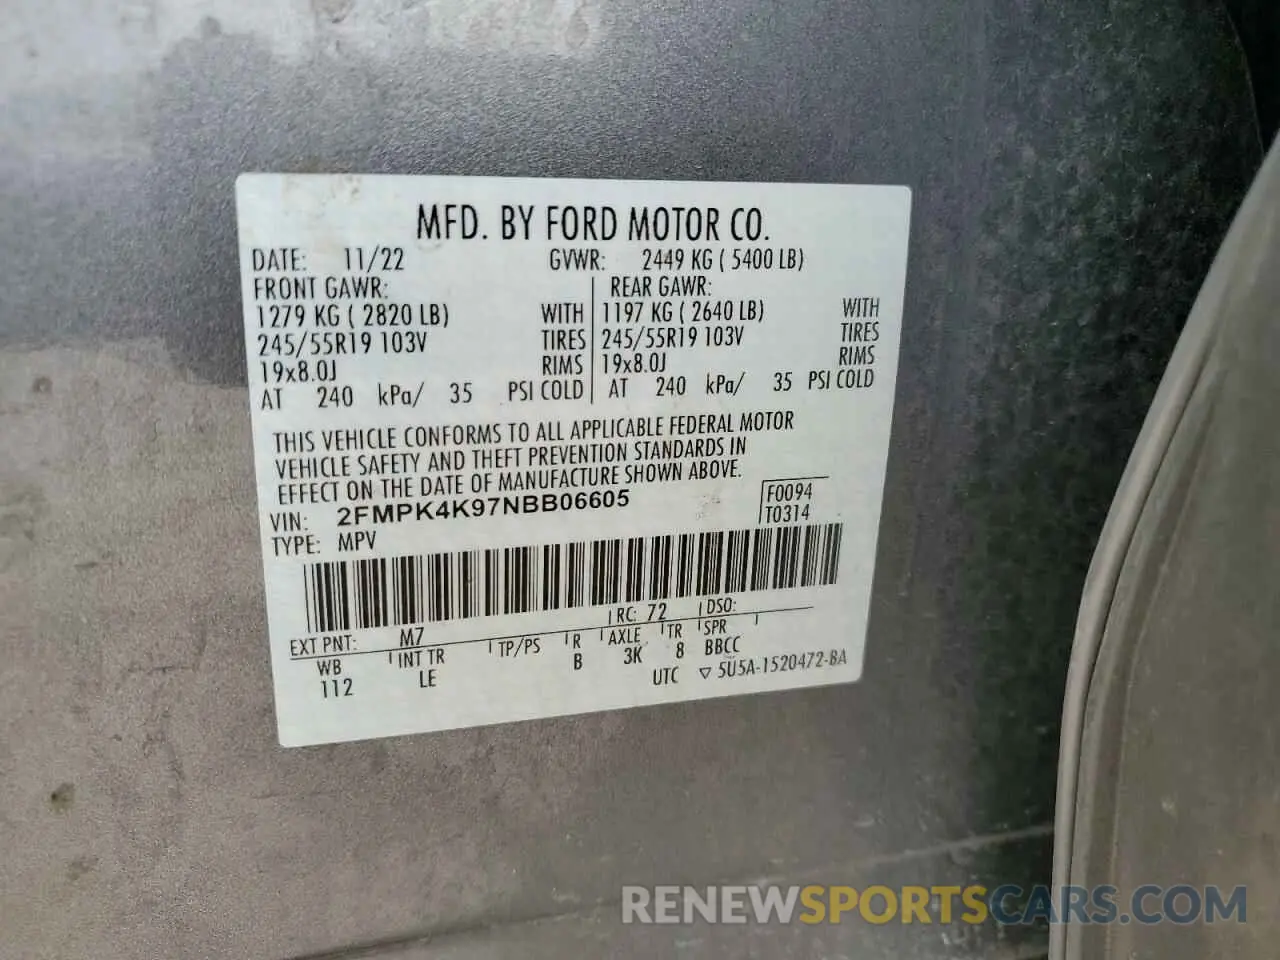 MFD. BY FORD MOTOR CO.
DATE: 11/22 GVWR: 2449 KG ( 5400 LB)
FRONT GAWR: REAR GAWR:
1279 KG ( 2820 LB) WITH 1197 KG ( 2640 LB) WITH
245/55R19 103V TIRES 245/55R19 103V TIRES
19x8.0J RIMS 19x8.0J RIMS
AT 240 kPa/ 35 PSI COLD AT 240 kPa/ 35 PSI COLD
THIS VEHICLE CONFORMS TO ALL APPLICABLE FEDERAL MOTOR
VEHICLE SAFETY AND THEFT PREVENTION STANDARDS IN
EFFECT ON THE DATE OF MANUFACTURE SHOWN ABOVE.
VIN: 2FMPK4K97NBB06605 F0094
TYPE: MPV T0314
EXT PNT: M7 RC: 72 DSO:
WB INT TR TP/PS R AXLE TR SPR
112 LE B 3K 8 BBCC
UTC ▽ 5U5A-1520472-BA
RENEWSPORTSCARS.COM